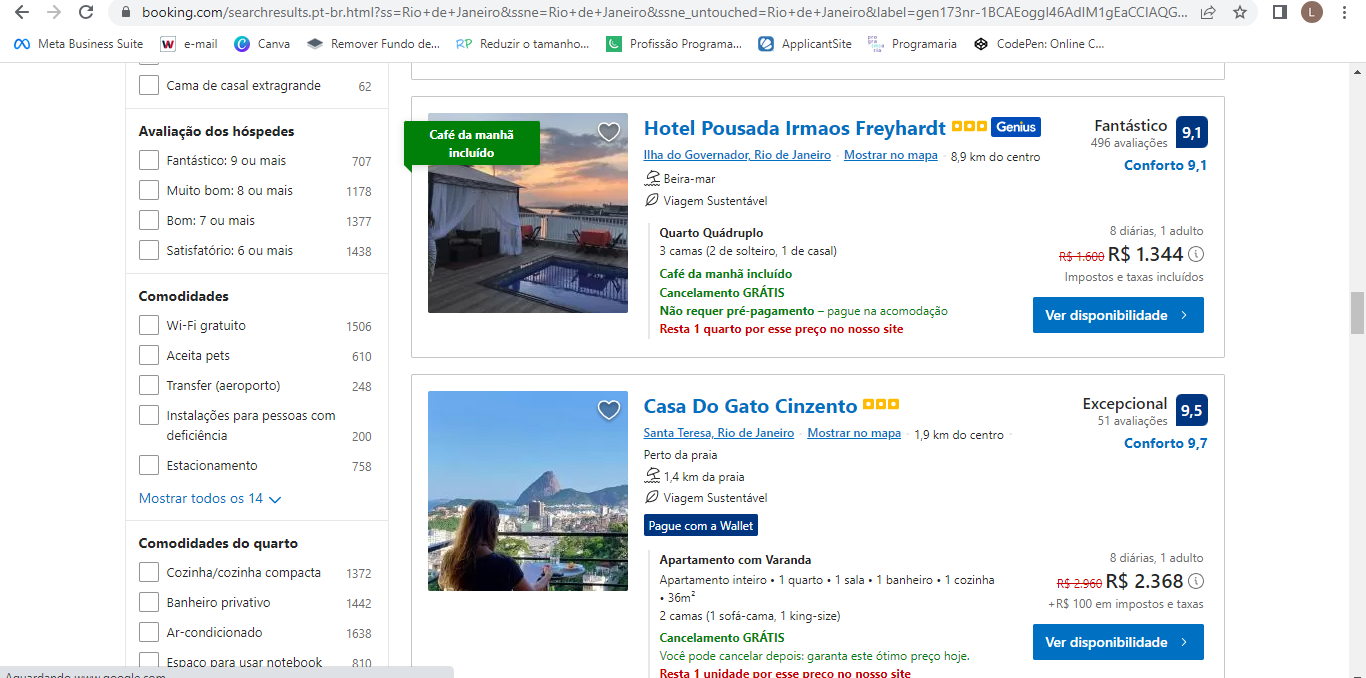 booking.com/searchresults.pt-br.html?ss=Rio+de+Janeiro&ssne=Rio+de+Janeiro&ssne_untouched=Rio+de+Janeiro&label=gen173nr-1BCAEoggI46AdIM1gEaCCIAQG...
L
Meta Business Suite
e-mail
Canva
Remover Fundo de...
Reduzir o tamanho...
Profissão Programa...
ApplicantSite
Programaria
CodePen: Online C...
Cama de casal extragrande 62
Avaliação dos hóspedes
Fantástico: 9 ou mais 707
Muito bom: 8 ou mais 1178
Bom: 7 ou mais 1377
Satisfatório: 6 ou mais 1438
Comodidades
Wi-Fi gratuito 1506
Aceita pets 610
Transfer (aeroporto) 248
Instalações para pessoas com
deficiência 200
Estacionamento 758
Mostrar todos os 14
Comodidades do quarto
Cozinha/cozinha compacta 1372
Banheiro privativo 1442
Ar-condicionado 1638
Espaço para usar notebook 810
Aguardando www.google.com
Café da manhã
incluído
Hotel Pousada Irmaos Freyhardt Genius
Ilha do Governador, Rio de Janeiro · Mostrar no mapa · 8,9 km do centro
Beira-mar
Viagem Sustentável
Quarto Quádruplo
3 camas (2 de solteiro, 1 de casal)
Café da manhã incluído
Cancelamento GRÁTIS
Não requer pré-pagamento – pague na acomodação
Resta 1 quarto por esse preço no nosso site
Fantástico 9,1
496 avaliações
Conforto 9,1
8 diárias, 1 adulto
R$ 1.600 R$ 1.344
Impostos e taxas incluídos
Ver disponibilidade
Casa Do Gato Cinzento
Santa Teresa, Rio de Janeiro · Mostrar no mapa · 1,9 km do centro ·
Perto da praia
1,4 km da praia
Viagem Sustentável
Pague com a Wallet
Apartamento com Varanda
Apartamento inteiro • 1 quarto • 1 sala • 1 banheiro • 1 cozinha
• 36m²
2 camas (1 sofá-cama, 1 king-size)
Cancelamento GRÁTIS
Você pode cancelar depois: garanta este ótimo preço hoje.
Resta 1 unidade por esse preço no nosso site
Excepcional 9,5
51 avaliações
Conforto 9,7
8 diárias, 1 adulto
R$ 2.960 R$ 2.368
+R$ 100 em impostos e taxas
Ver disponibilidade